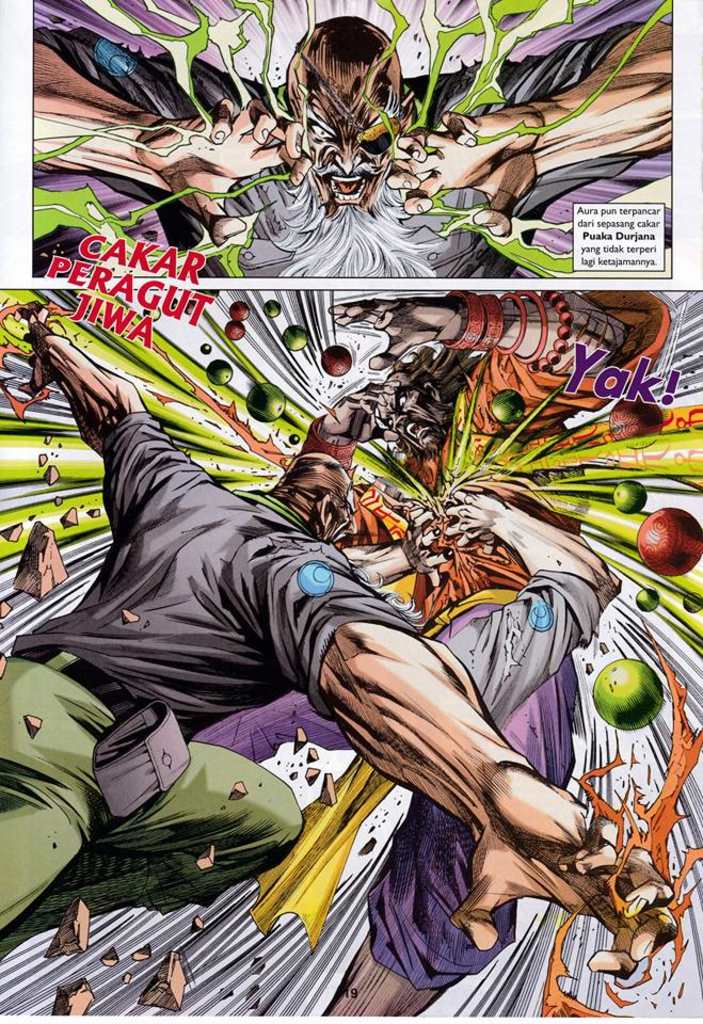 Aura pun terpancar
dari sepasang cakar
Puaka Durjana
yang tidak terperi
lagi ketajamannya.
CAKAR
PERAGUT
JIWA
Yak!
19